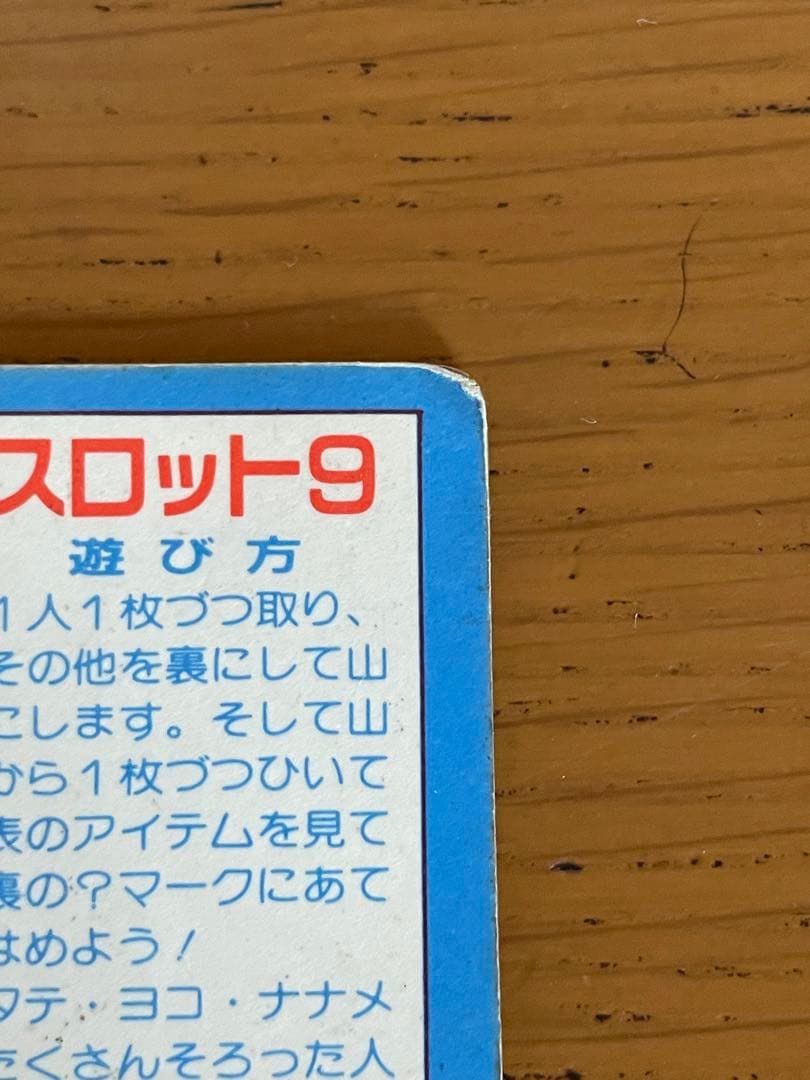 スロット9
遊び方
1人1枚づつ取り、
その他を裏にして山
にします。そして山
から1枚づつひいて
表のアイテムを見て
裏の?マークにあて
はめよう!
タテ・ヨコ・ナナメ
たくさんそろった人